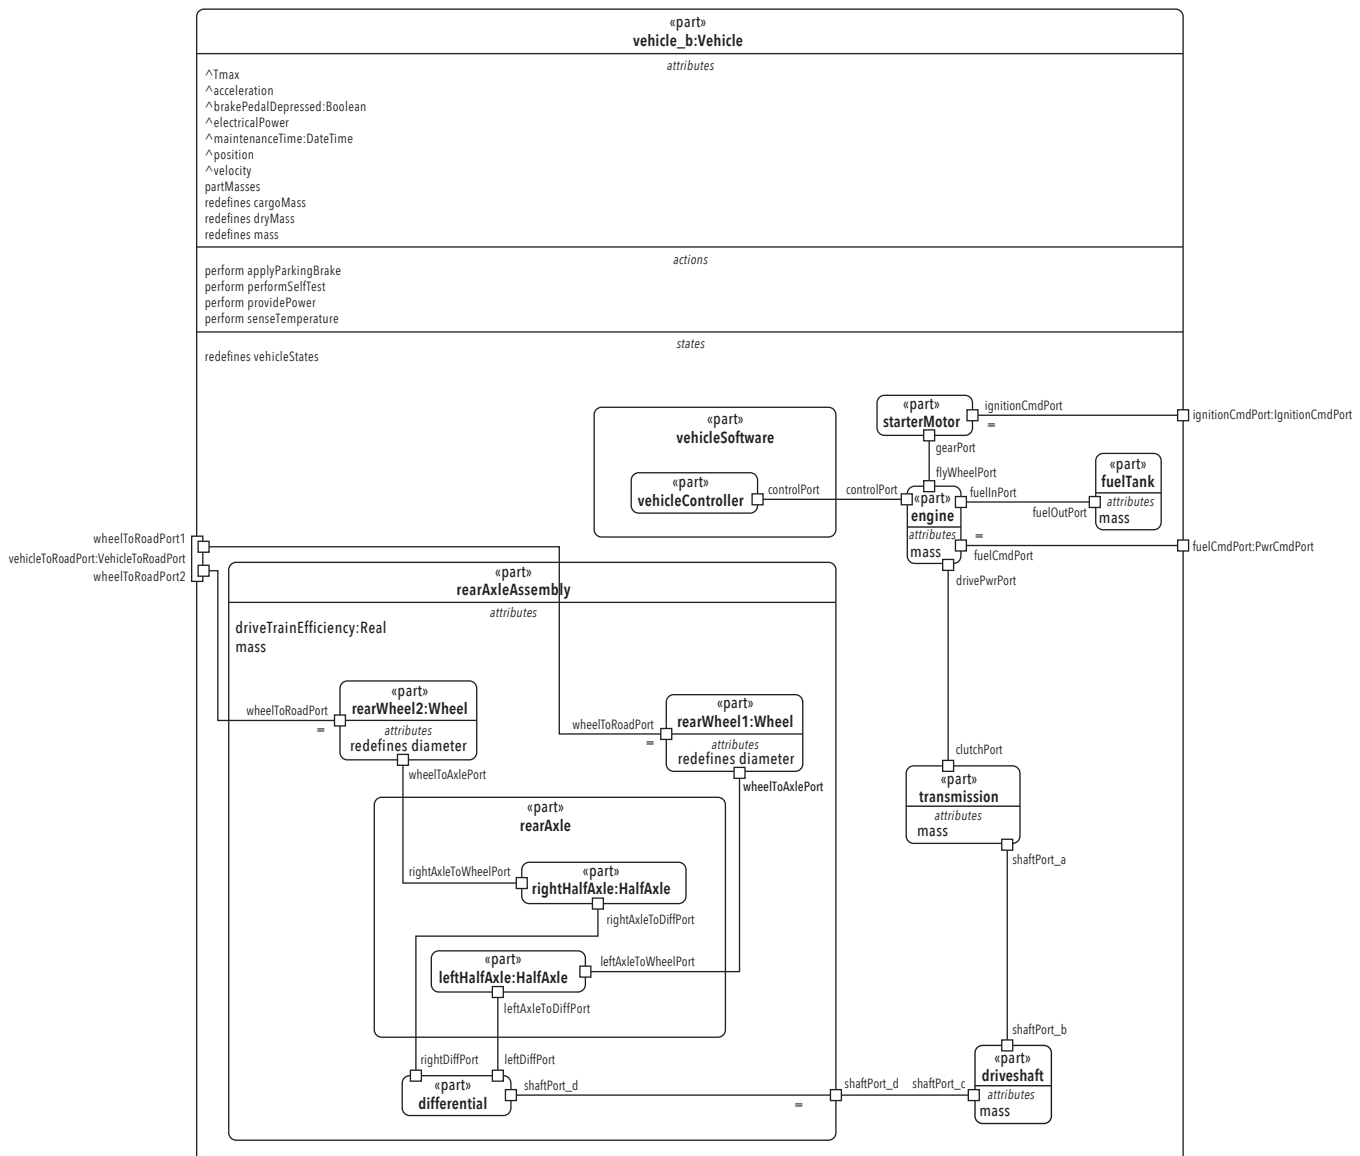 «part»
vehicle_b:Vehicle
attributes
^Tmax
^acceleration
^brakePedalDepressed:Boolean
^electricalPower
^maintenanceTime:DateTime
^position
^velocity
partMasses
redefines cargoMass
redefines dryMass
redefines mass
actions
perform applyParkingBrake
perform performSelfTest
perform providePower
perform senseTemperature
states
redefines vehicleStates
«part»
starterMotor
ignitionCmdPort
=
ignitionCmdPort:IgnitionCmdPort
gearPort
«part»
vehicleSoftware
«part»
vehicleController
controlPort
controlPort
flyWheelPort
«part»
engine
attributes
mass
fuelInPort
fuelOutPort
«part»
fuelTank
attributes
mass
=
fuelCmdPort
fuelCmdPort:PwrCmdPort
drivePwrPort
wheelToRoadPort1
vehicleToRoadPort:VehicleToRoadPort
wheelToRoadPort2
«part»
rearAxleAssembly
attributes
driveTrainEfficiency:Real
mass
wheelToRoadPort
=
«part»
rearWheel2:Wheel
attributes
redefines diameter
wheelToAxlePort
wheelToRoadPort
=
«part»
rearWheel1:Wheel
attributes
redefines diameter
wheelToAxlePort
clutchPort
«part»
transmission
attributes
mass
shaftPort_a
«part»
rearAxle
rightAxleToWheelPort
«part»
rightHalfAxle:HalfAxle
rightAxleToDiffPort
«part»
leftHalfAxle:HalfAxle
leftAxleToWheelPort
leftAxleToDiffPort
rightDiffPort
leftDiffPort
«part»
differential
shaftPort_d
=
shaftPort_d
shaftPort_c
shaftPort_b
«part»
driveshaft
attributes
mass